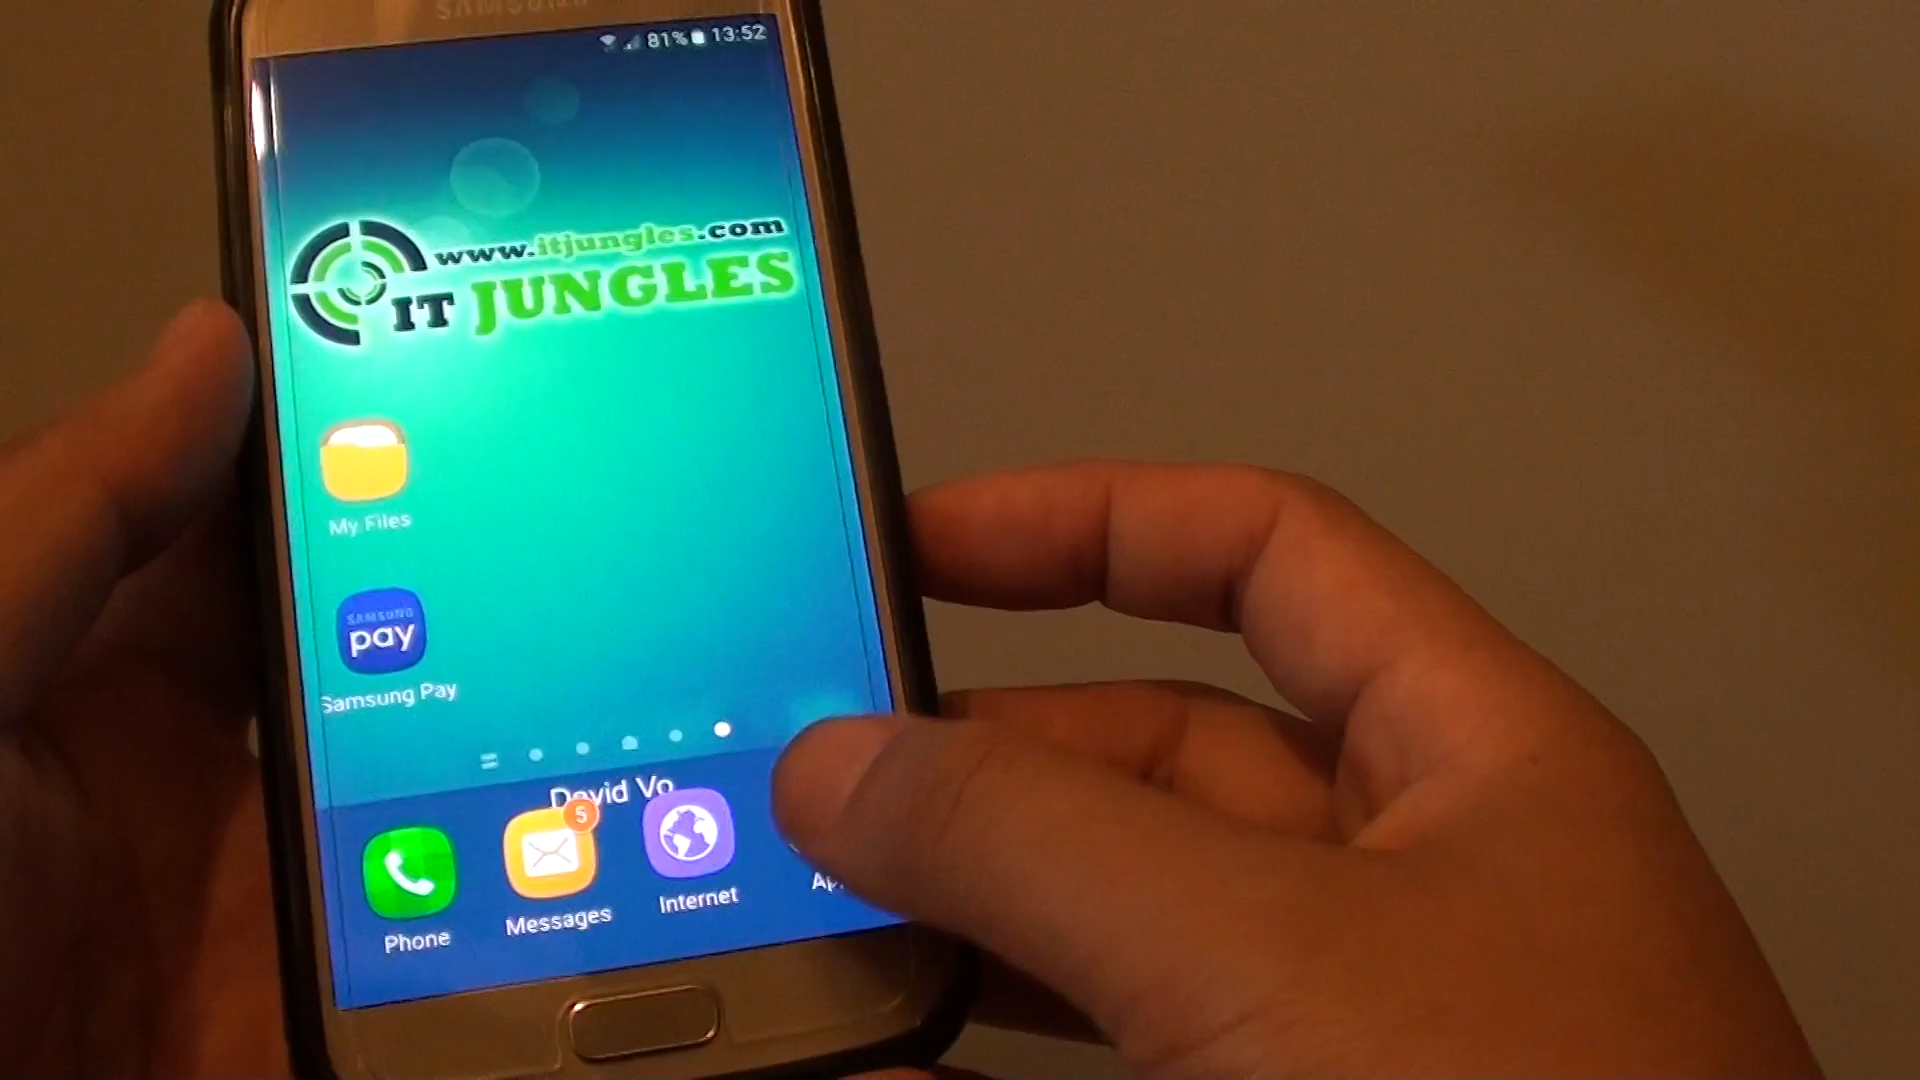 SAMSUNG
81% 13:52
www.itjungles.com
IT JUNGLES
My Files
SAMSUNG
pay
Samsung Pay
David Vo
5
Phone
Messages
Internet